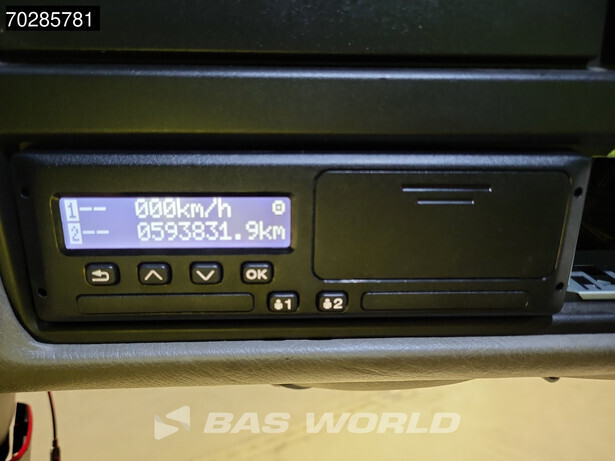 70285781
1-- 000km/h
2-- 0593831.9km
OK
1 2
BAS WORLD